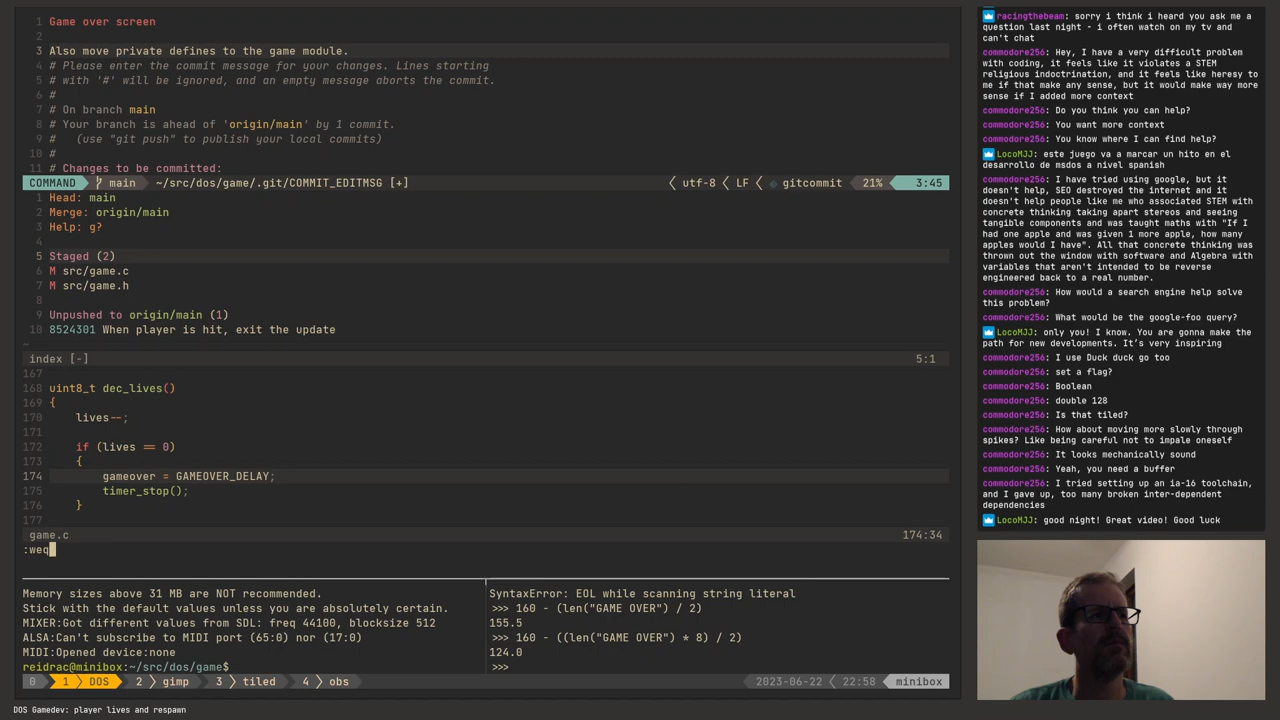 1 Game over screen
2
3 Also move private defines to the game module.
4 # Please enter the commit message for your changes. Lines starting
5 # with '#' will be ignored, and an empty message aborts the commit.
6 #
7 # On branch main
8 # Your branch is ahead of 'origin/main' by 1 commit.
9 #   (use "git push" to publish your local commits)
10 #
11 # Changes to be committed:
COMMAND main ~/src/dos/game/.git/COMMIT_EDITMSG [+] utf-8 LF gitcommit 21% 3:45
1 Head: main
2 Merge: origin/main
3 Help: g?
4
5 Staged (2)
6 M src/game.c
7 M src/game.h
8
9 Unpushed to origin/main (1)
10 8524301 When player is hit, exit the update
~
index [-] 5:1
167
168 uint8_t dec_lives()
169 {
170     lives--;
171
172     if (lives == 0)
173     {
174         gameover = GAMEOVER_DELAY;
175         timer_stop();
176     }
177
game.c 174:34
:weq
Memory sizes above 31 MB are NOT recommended.
Stick with the default values unless you are absolutely certain.
MIXER:Got different values from SDL: freq 44100, blocksize 512
ALSA:Can't subscribe to MIDI port (65:0) nor (17:0)
MIDI:Opened device:none
reidrac@minibox:~/src/dos/game$
SyntaxError: EOL while scanning string literal
>>> 160 - (len("GAME OVER") / 2)
155.5
>>> 160 - ((len("GAME OVER") * 8) / 2)
124.0
>>>
0 1 DOS 2 gimp 3 tiled 4 obs 2023-06-22 22:58 minibox
DOS Gamedev: player lives and respawn
racingthebeam: sorry i think i heard you ask me a
question last night - i often watch on my tv and
can't chat
commodore256: Hey, I have a very difficult problem
with coding, it feels like it violates a STEM
religious indoctrination, and it feels like heresy to
me if that make any sense, but it would make way more
sense if I added more context
commodore256: Do you think you can help?
commodore256: You want more context
commodore256: You know where I can find help?
LocoMJJ: este juego va a marcar un hito en el
desarrollo de msdos a nivel spanish
commodore256: I have tried using google, but it
doesn't help, SEO destroyed the internet and it
doesn't help people like me who associated STEM with
concrete thinking taking apart stereos and seeing
tangible components and was taught maths with "If I
had one apple and was given 1 more apple, how many
apples would I have". All that concrete thinking was
thrown out the window with software and Algebra with
variables that aren't intended to be reverse
engineered back to a real number.
commodore256: How would a search engine help solve
this problem?
commodore256: What would be the google-foo query?
LocoMJJ: only you! I know. You are gonna make the
path for new developments. It's very inspiring
commodore256: I use Duck duck go too
commodore256: set a flag?
commodore256: Boolean
commodore256: double 128
commodore256: Is that tiled?
commodore256: How about moving more slowly through
spikes? Like being careful not to impale oneself
commodore256: It looks mechanically sound
commodore256: Yeah, you need a buffer
commodore256: I tried setting up an ia-16 toolchain,
and I gave up, too many broken inter-dependent
dependencies
LocoMJJ: good night! Great video! Good luck